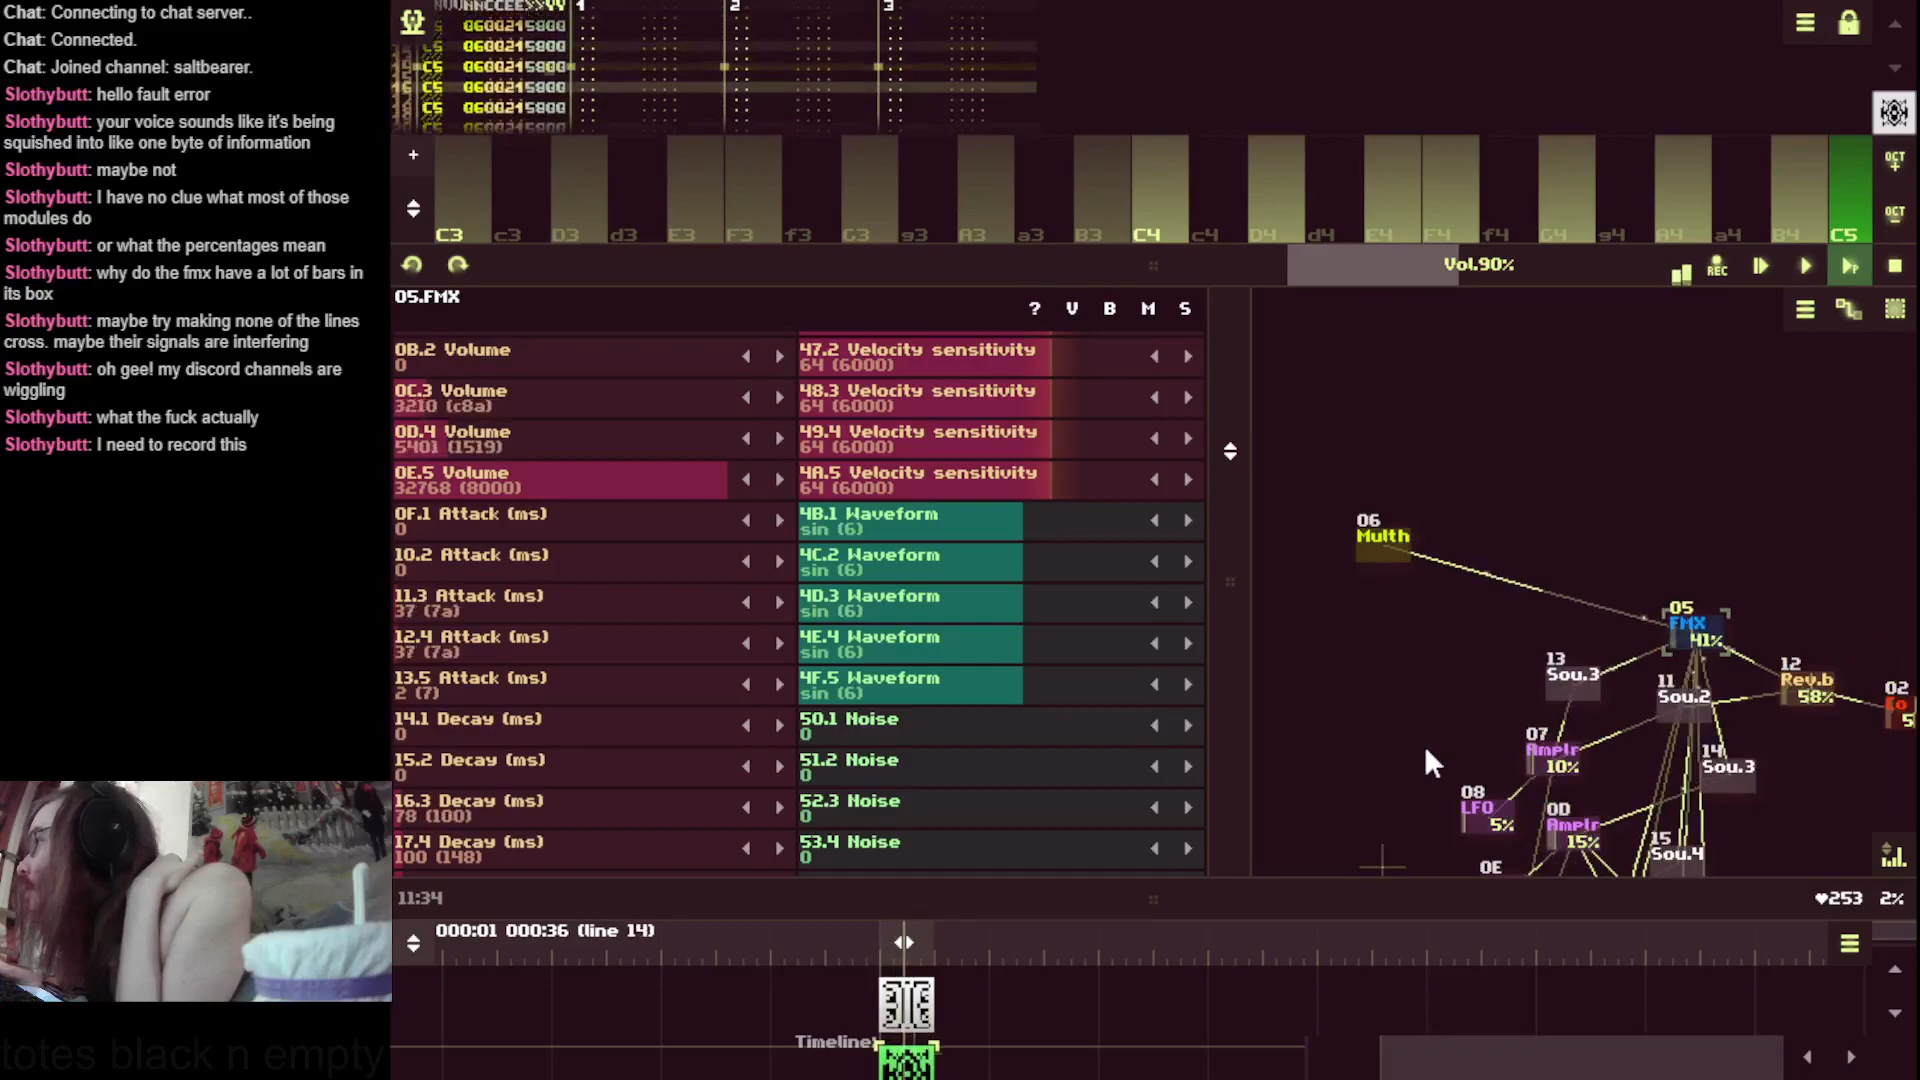 Chat: Connecting to chat server..
Chat: Connected.
Chat: Joined channel: saltbearer.
Slothybutt: hello fault error
Slothybutt: your voice sounds like it's being
squished into like one byte of information
Slothybutt: maybe not
Slothybutt: I have no clue what most of those
modules do
Slothybutt: or what the percentages mean
Slothybutt: why do the fmx have a lot of bars in
its box
Slothybutt: maybe try making none of the lines
cross. maybe their signals are interfering
Slothybutt: oh gee! my discord channels are
wiggling
Slothybutt: what the fuck actually
Slothybutt: I need to record this
totes black n empty
1 2 3
C5
C5
C5
C5
+ C3 c3 D3 d3 E3 F3 f3 G3 g3 A3 a3 B3 C4 c4 D4 d4 E4 F4 f4 G4 g4 A4 a4 B4 C5
OCT +
OCT -
Vol.90% REC
05.FMX ? V B M S
0B.2 Volume
0
47.2 Velocity sensitivity
64 (6000)
0C.3 Volume
3210 (c8a)
48.3 Velocity sensitivity
64 (6000)
0D.4 Volume
5401 (1519)
49.4 Velocity sensitivity
64 (6000)
0E.5 Volume
32768 (8000)
4A.5 Velocity sensitivity
64 (6000)
0F.1 Attack (ms)
0
4B.1 Waveform
sin (6)
10.2 Attack (ms)
0
4C.2 Waveform
sin (6)
11.3 Attack (ms)
37 (7a)
4D.3 Waveform
sin (6)
12.4 Attack (ms)
37 (7a)
4E.4 Waveform
sin (6)
13.5 Attack (ms)
2 (7)
4F.5 Waveform
sin (6)
14.1 Decay (ms)
0
50.1 Noise
0
15.2 Decay (ms)
0
51.2 Noise
0
16.3 Decay (ms)
78 (100)
52.3 Noise
0
17.4 Decay (ms)
100 (148)
53.4 Noise
0
06
Multh
05
FMX
41%
13
Sou.3
11
Sou.2
12
Rev.b
58%
02
07
Amplr
10%
14
Sou.3
08
LFO
5%
0D
Amplr
15%
15
Sou.4
0E
11:34
♥253 2%
000:01 000:36 (line 14)
Timeline